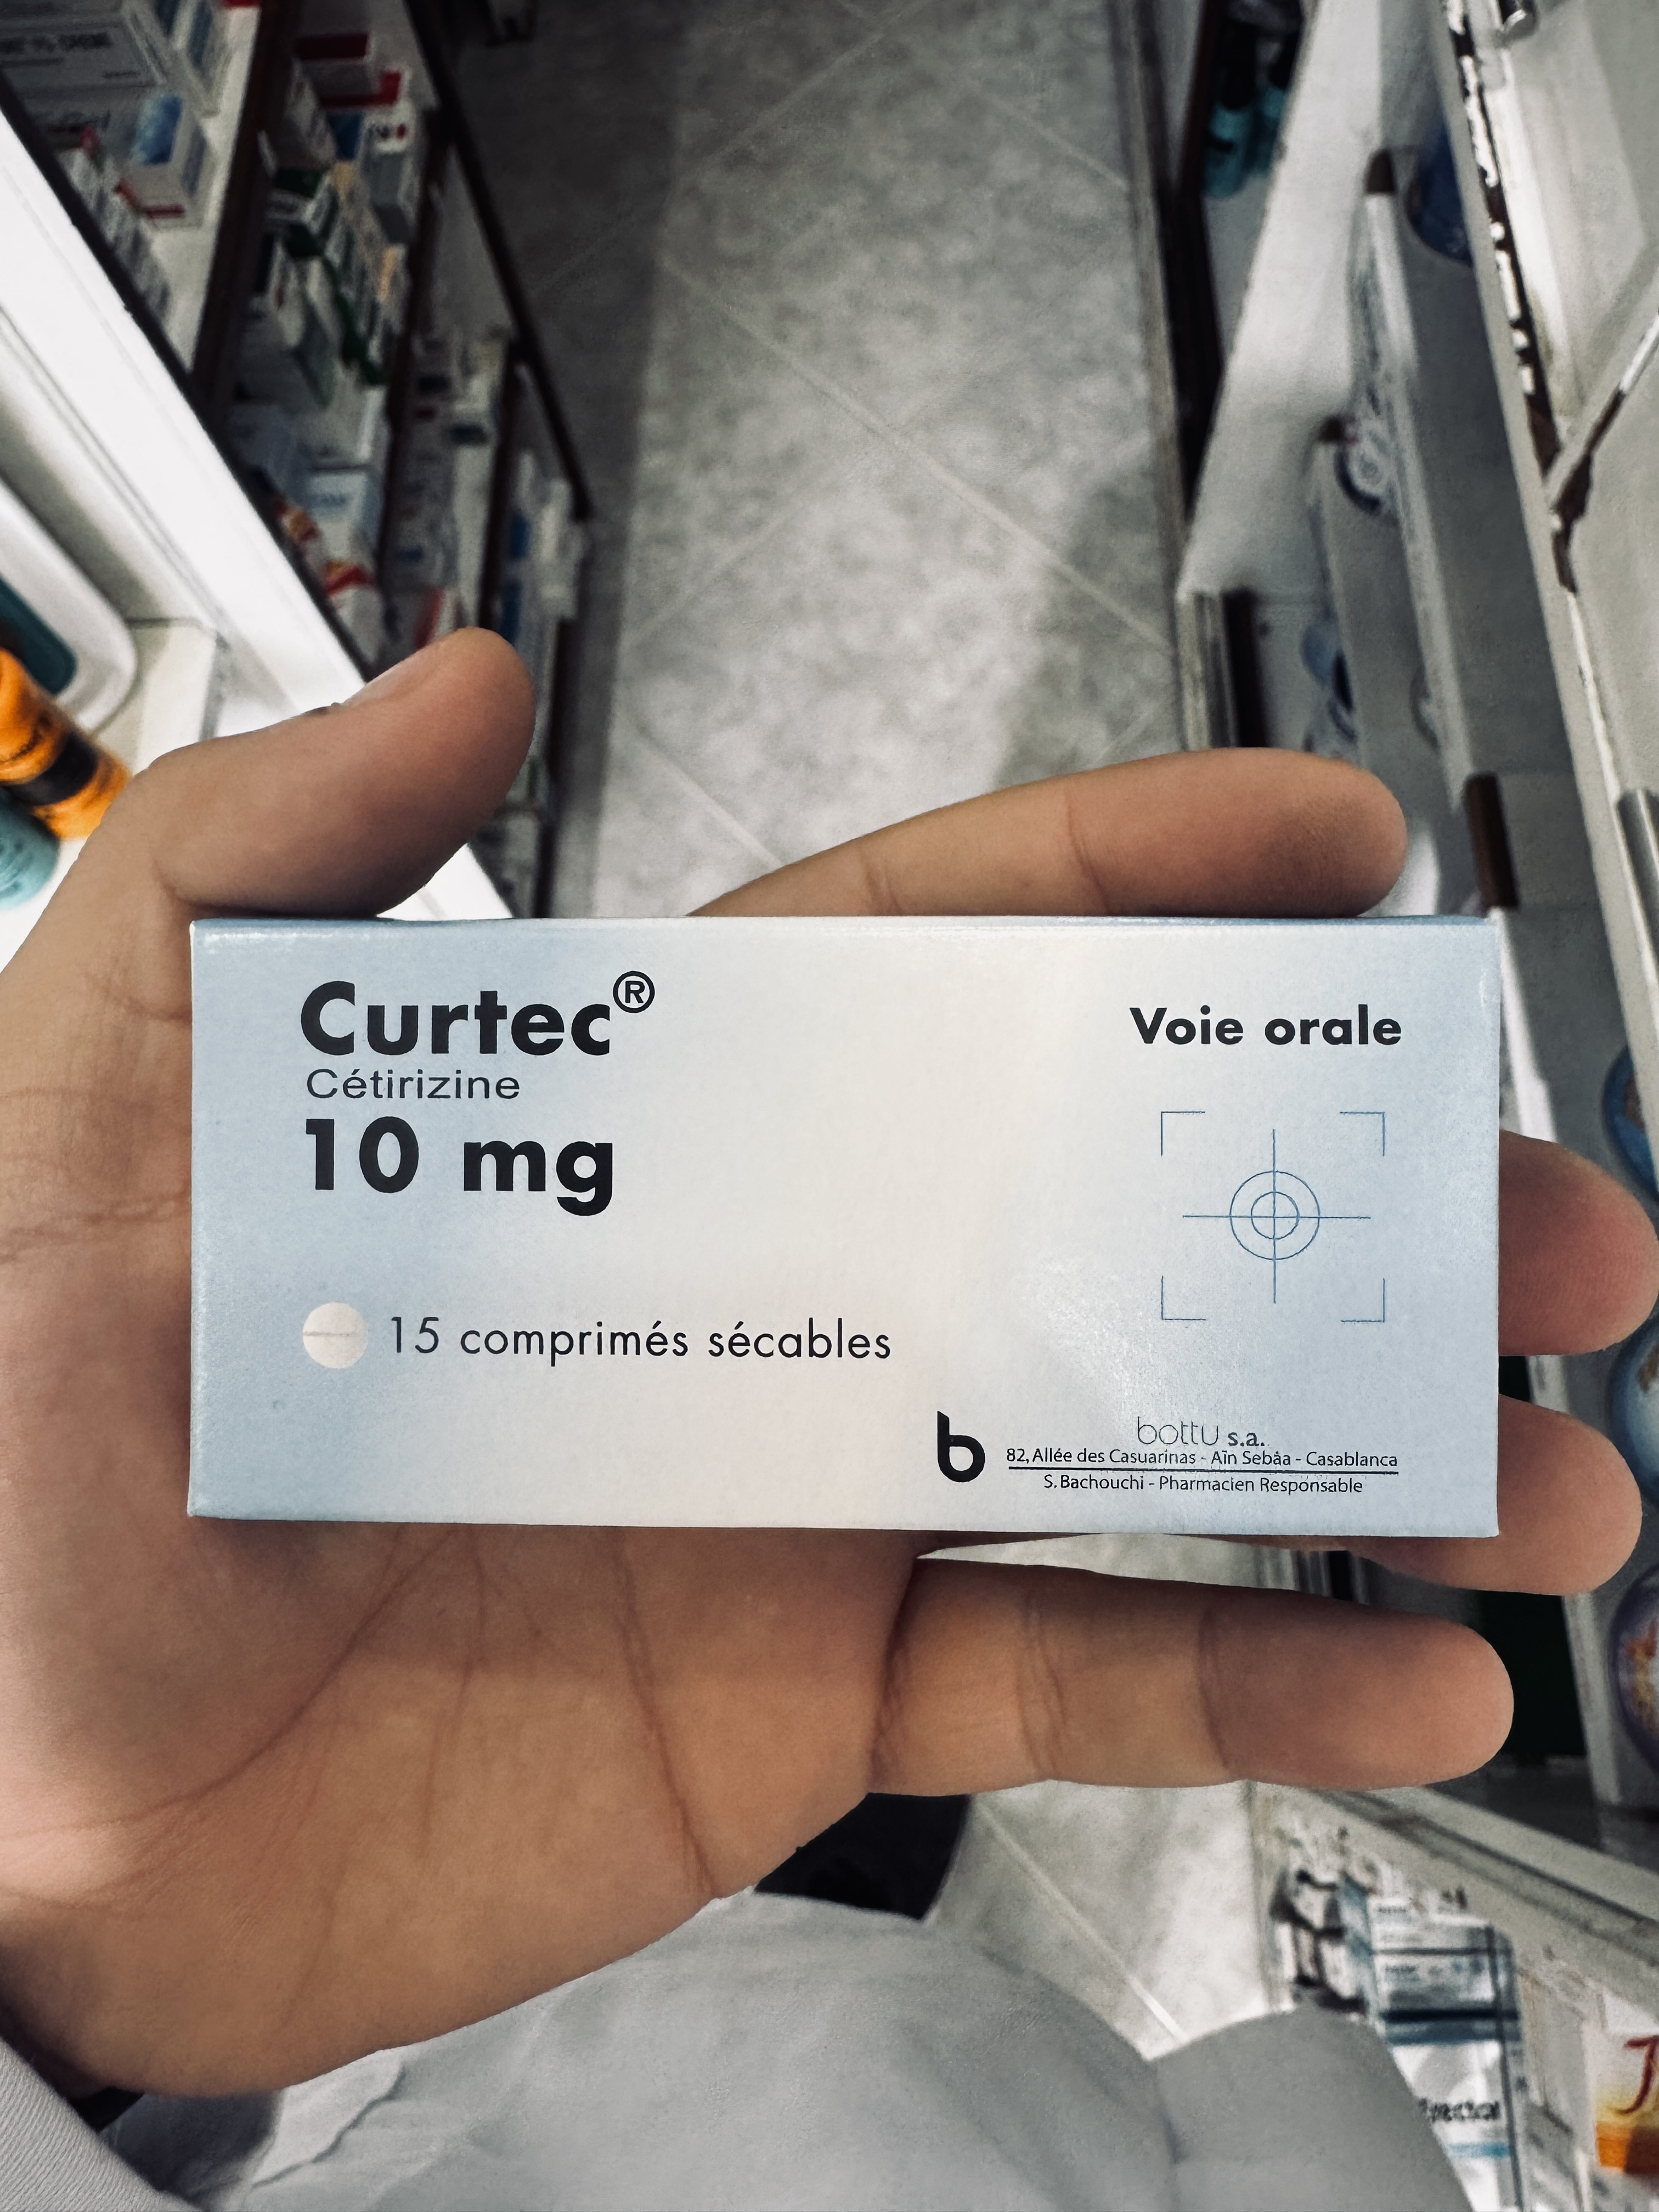 Curtec®
Cétirizine
10 mg
Voie orale
15 comprimés sécables
b
bottu s.a.
82, Allée des Casuarinas - Aïn Sebâa - Casablanca
S. Bachouchi - Pharmacien Responsable